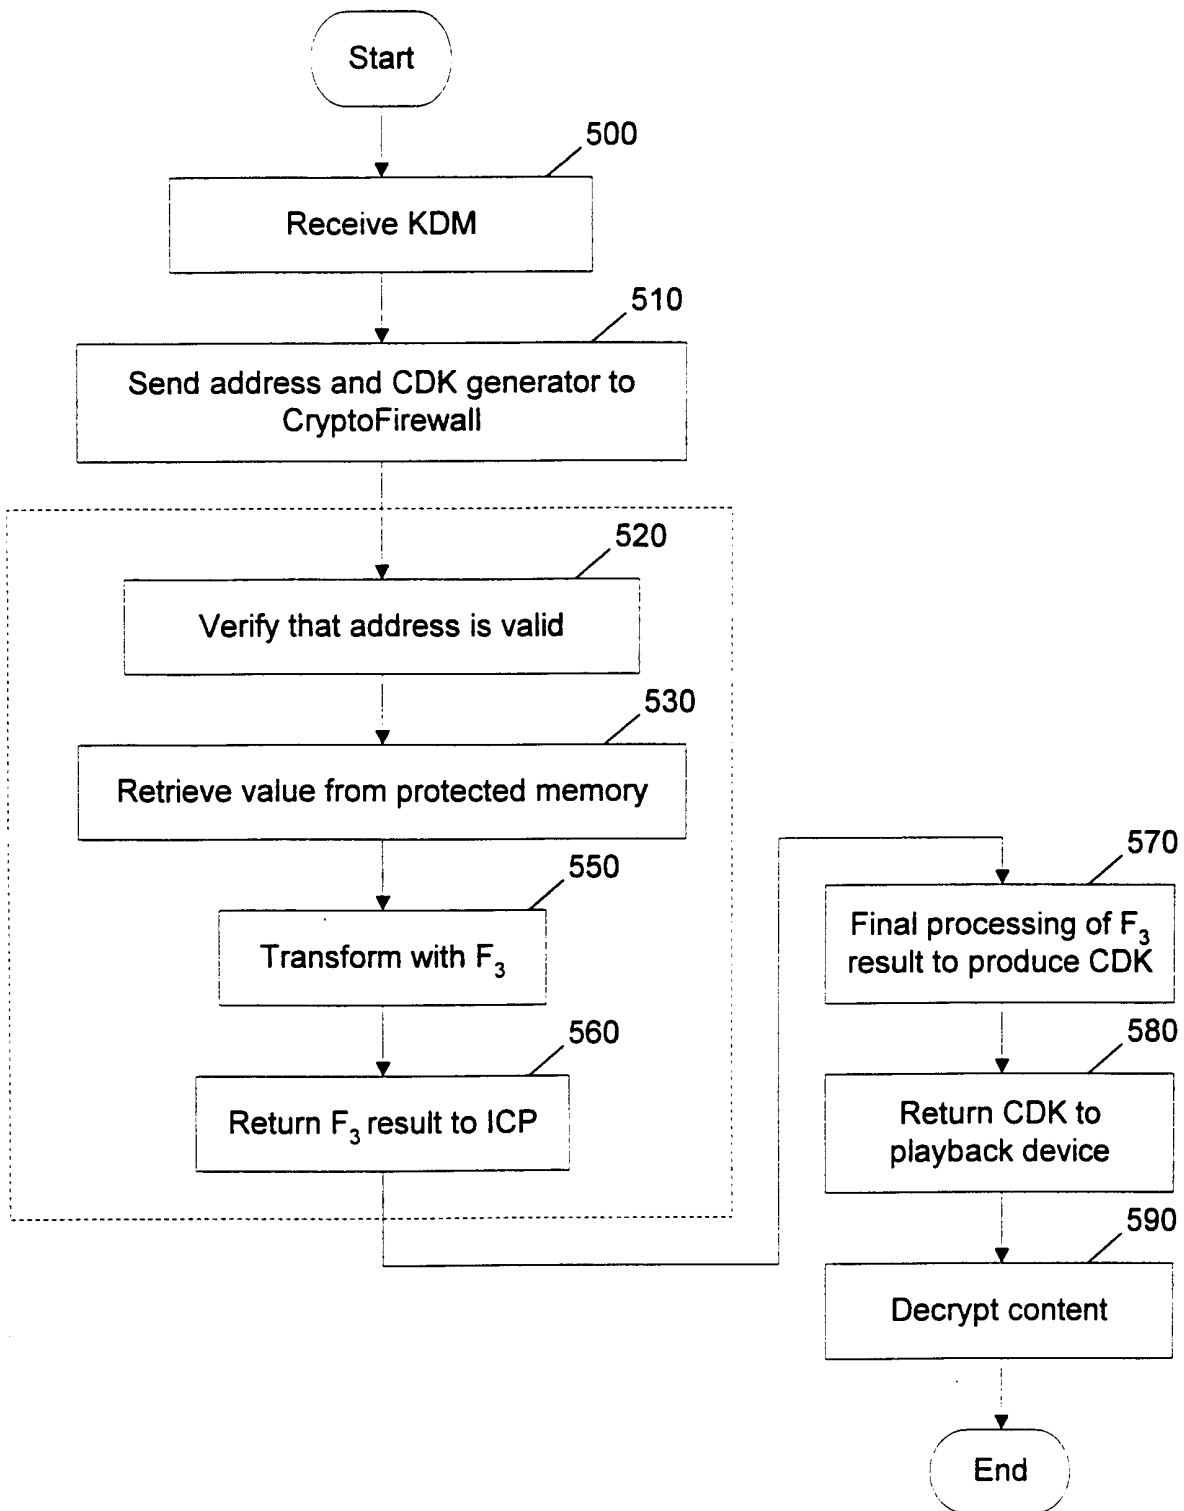 Start
500
Receive KDM
510
Send address and CDK generator to
CryptoFirewall
520
Verify that address is valid
530
Retrieve value from protected memory
550
Transform with F₃
560
Return F₃ result to ICP
570
Final processing of F₃
result to produce CDK
580
Return CDK to
playback device
590
Decrypt content
End